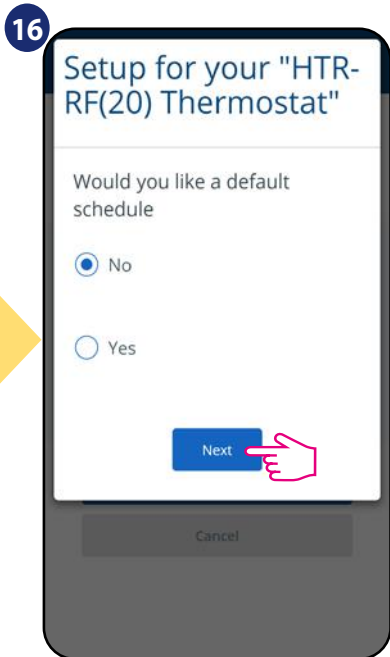 16
Setup for your "HTR-
RF(20) Thermostat"
Would you like a default
schedule
No
Yes
Next
Cancel